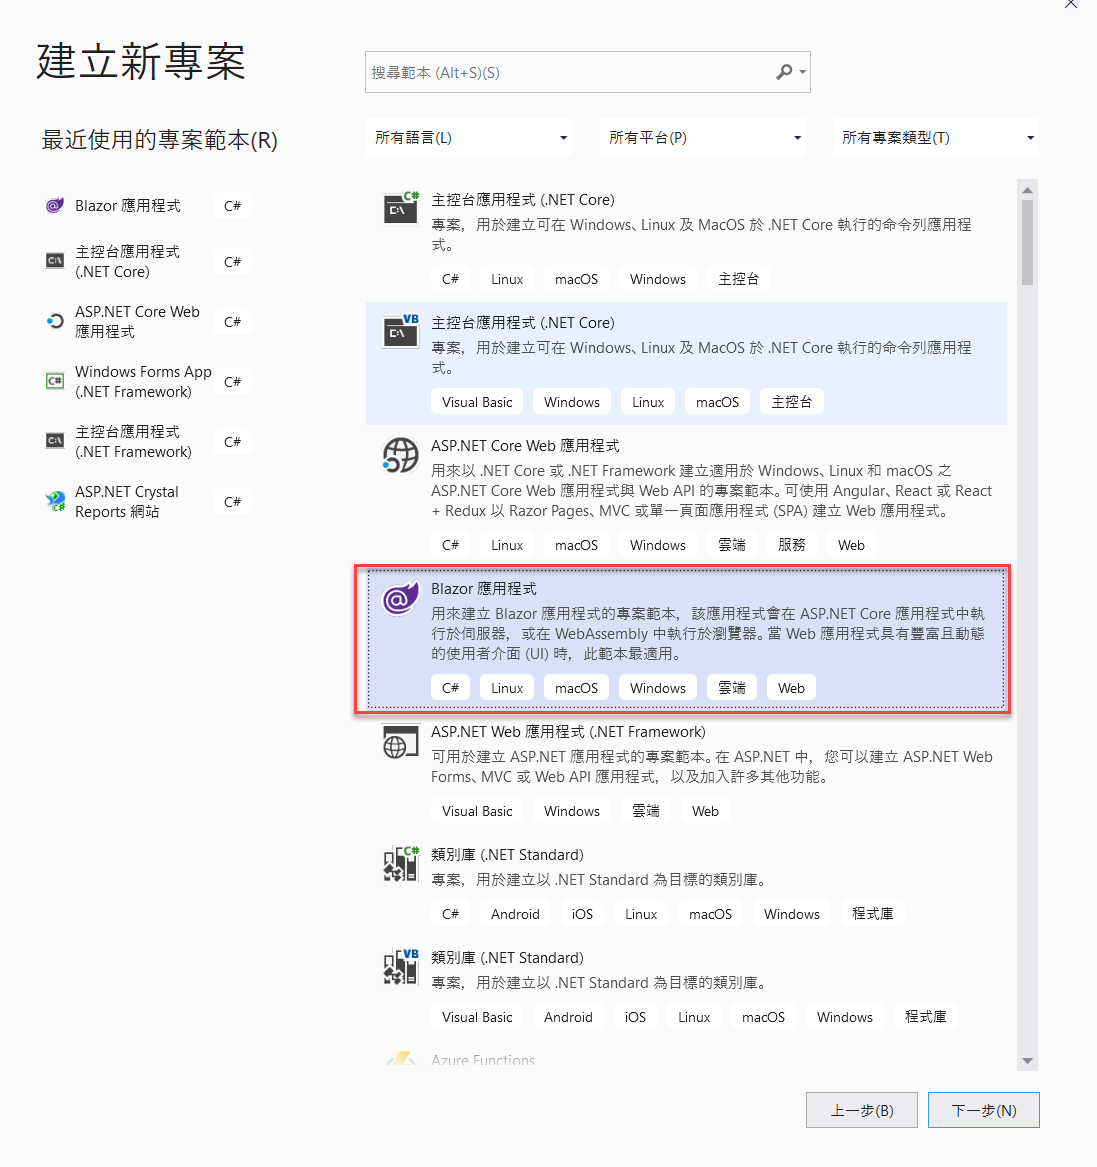 建立新專案
搜尋範本 (Alt+S)(S)
最近使用的專案範本(R)
所有語言(L)
所有平台(P)
所有專案類型(T)
Blazor 應用程式
C#
主控台應用程式
(.NET Core)
C#
ASP.NET Core Web
應用程式
C#
Windows Forms App
(.NET Framework)
C#
主控台應用程式
(.NET Framework)
C#
ASP.NET Crystal
Reports 網站
C#
主控台應用程式 (.NET Core)
專案，用於建立可在 Windows、Linux 及 MacOS 於 .NET Core 執行的命令列應用程
式。
C# Linux macOS Windows 主控台
主控台應用程式 (.NET Core)
專案，用於建立可在 Windows、Linux 及 MacOS 於 .NET Core 執行的命令列應用程
式。
Visual Basic Windows Linux macOS 主控台
ASP.NET Core Web 應用程式
用來以 .NET Core 或 .NET Framework 建立適用於 Windows、Linux 和 macOS 之
ASP.NET Core Web 應用程式與 Web API 的專案範本。可使用 Angular、React 或 React
+ Redux 以 Razor Pages、MVC 或單一頁面應用程式 (SPA) 建立 Web 應用程式。
C# Linux macOS Windows 雲端 服務 Web
Blazor 應用程式
用來建立 Blazor 應用程式的專案範本，該應用程式會在 ASP.NET Core 應用程式中執
行於伺服器，或在 WebAssembly 中執行於瀏覽器。當 Web 應用程式具有豐富且動態
的使用者介面 (UI) 時，此範本最適用。
C# Linux macOS Windows 雲端 Web
ASP.NET Web 應用程式 (.NET Framework)
可用於建立 ASP.NET 應用程式的專案範本。在 ASP.NET 中，您可以建立 ASP.NET Web
Forms、MVC 或 Web API 應用程式，以及加入許多其他功能。
Visual Basic Windows 雲端 Web
類別庫 (.NET Standard)
專案，用於建立以 .NET Standard 為目標的類別庫。
C# Android iOS Linux macOS Windows 程式庫
類別庫 (.NET Standard)
專案，用於建立以 .NET Standard 為目標的類別庫。
Visual Basic Android iOS Linux macOS Windows 程式庫
Azure Functions
上一步(B)
下一步(N)